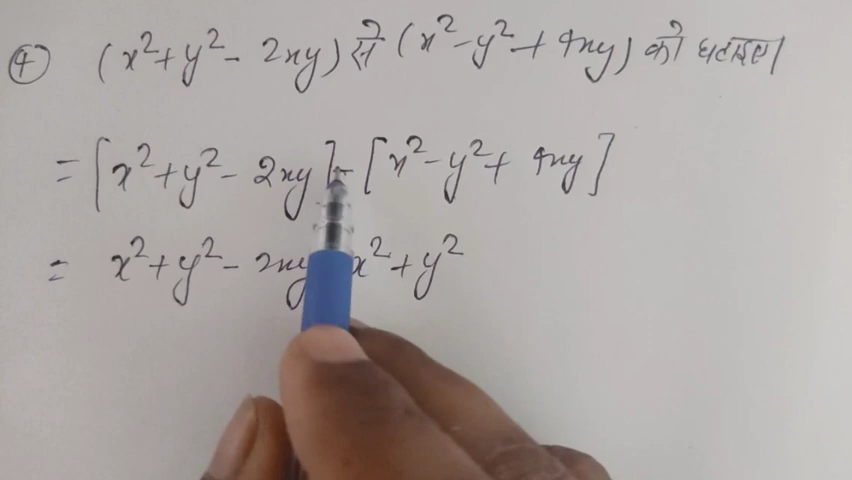 ④ (x²+y²- 2xy) से (x²-y²+ 4xy) को घटाइए।
= [x²+y²- 2xy]-[x²-y²+ 4xy]
= x²+y²- 2xy x²+y²